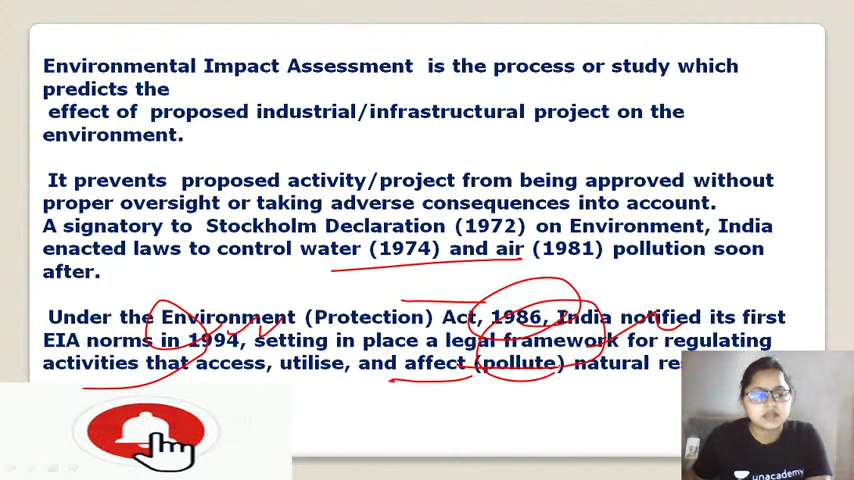 Environmental Impact Assessment is the process or study which
predicts the
effect of proposed industrial/infrastructural project on the
environment.
It prevents proposed activity/project from being approved without
proper oversight or taking adverse consequences into account.
A signatory to Stockholm Declaration (1972) on Environment, India
enacted laws to control water (1974) and air (1981) pollution soon
after.
Under the Environment (Protection) Act, 1986, India notified its first
EIA norms in 1994, setting in place a legal framework for regulating
activities that access, utilise, and affect (pollute) natural
unacademy